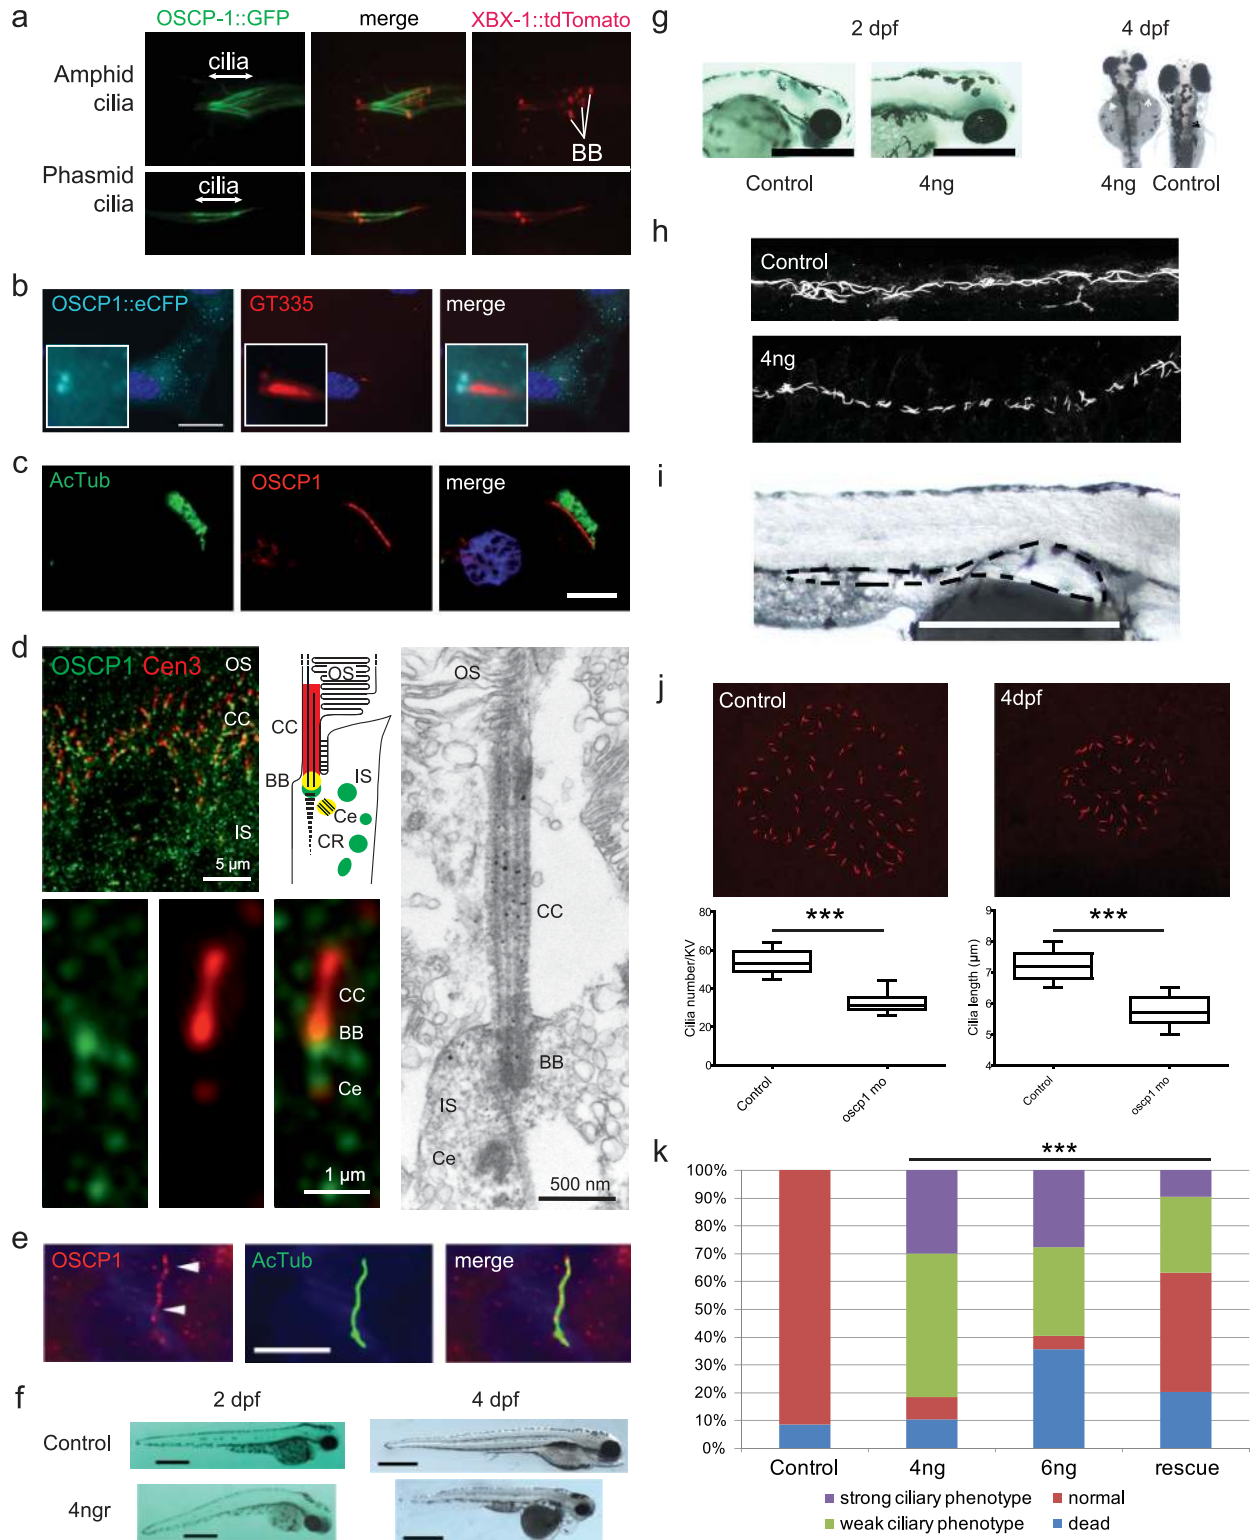 a
OSCP-1::GFP
merge
XBX-1::tdTomato
Amphid
cilia
cilia
BB
Phasmid
cilia
cilia
b
OSCP1::eCFP
GT335
merge
c
AcTub
OSCP1
merge
d
OSCP1 Cen3
OS
CC
IS
5 µm
OS
CC
BB
IS
Ce
CR
OS
CC
BB
IS
Ce
500 nm
CC
BB
Ce
1 µm
e
OSCP1
AcTub
merge
f
2 dpf
4 dpf
Control
4ngr
g
2 dpf
4 dpf
Control
4ng
4ng
Control
h
Control
4ng
i
j
Control
4dpf
***
Cilia number/KV
80
60
40
20
0
Control
oscp1 mo
***
Cilia length (µm)
9
8
7
6
5
4
Control
oscp1 mo
k
***
100%
90%
80%
70%
60%
50%
40%
30%
20%
10%
0%
Control
4ng
6ng
rescue
strong ciliary phenotype
normal
weak ciliary phenotype
dead